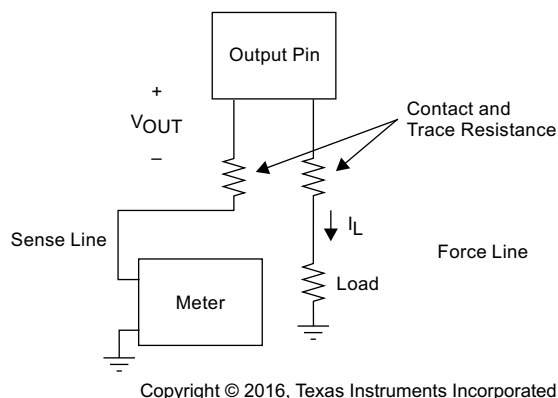 Output Pin
+
VOUT
–
Contact and
Trace Resistance
Sense Line
IL
Force Line
Load
Meter
Copyright © 2016, Texas Instruments Incorporated